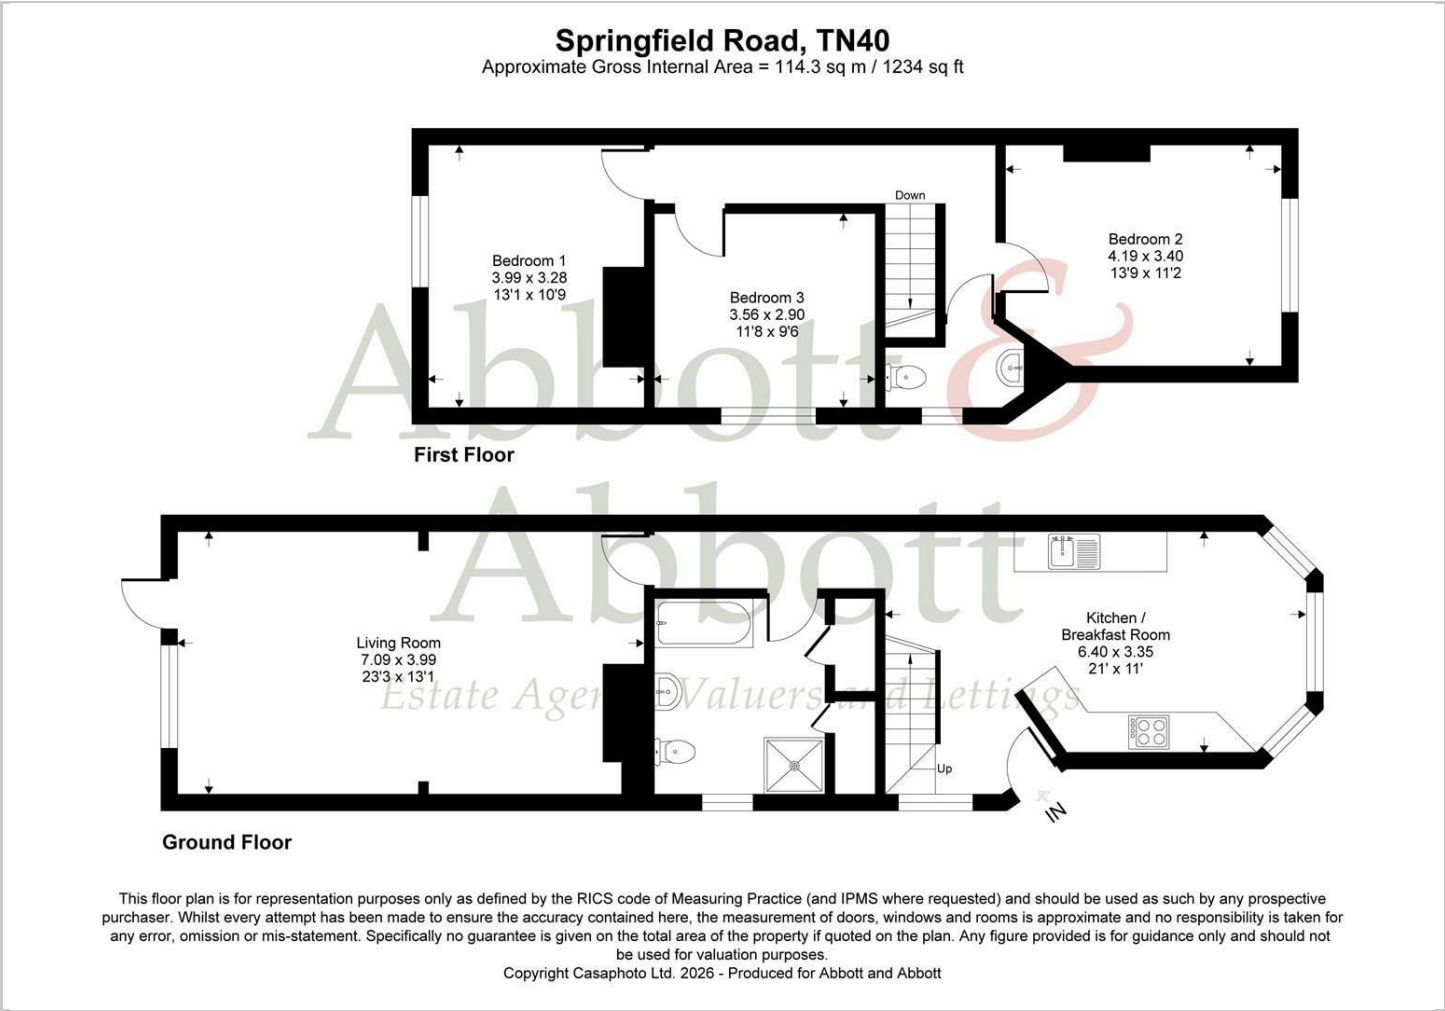 Springfield Road, TN40
Approximate Gross Internal Area = 114.3 sq m / 1234 sq ft
Down
Bedroom 1
3.99 x 3.28
13'1 x 10'9
Bedroom 3
3.56 x 2.90
11'8 x 9'6
Bedroom 2
4.19 x 3.40
13'9 x 11'2
Abbott &
First Floor
Abbott
Living Room
7.09 x 3.99
23'3 x 13'1
Kitchen /
Breakfast Room
6.40 x 3.35
21' x 11'
Estate Agents Valuers and Lettings
Up
IN
Ground Floor
This floor plan is for representation purposes only as defined by the RICS code of Measuring Practice (and IPMS where requested) and should be used as such by any prospective
purchaser. Whilst every attempt has been made to ensure the accuracy contained here, the measurement of doors, windows and rooms is approximate and no responsibility is taken for
any error, omission or mis-statement. Specifically no guarantee is given on the total area of the property if quoted on the plan. Any figure provided is for guidance only and should not
be used for valuation purposes.
Copyright Casaphoto Ltd. 2026 - Produced for Abbott and Abbott